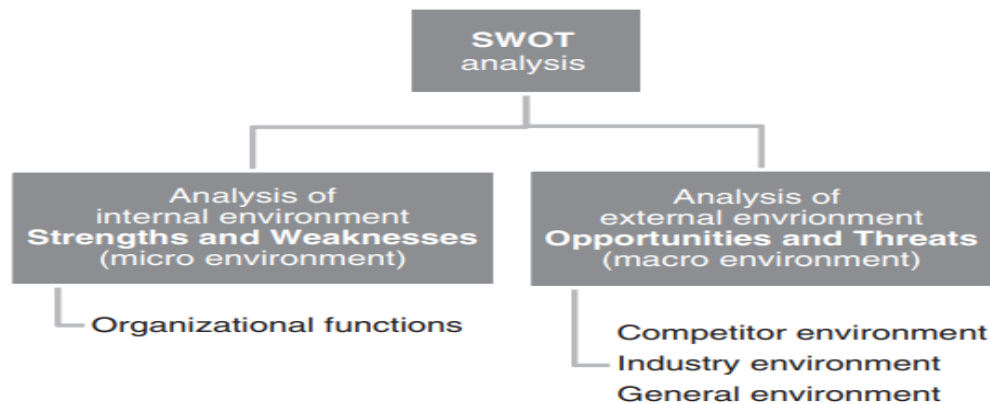 SWOT
analysis
Analysis of
internal environment
Strengths and Weaknesses
(micro environment)
Analysis of
external envrionment
Opportunities and Threats
(macro environment)
Organizational functions
Competitor environment
Industry environment
General environment